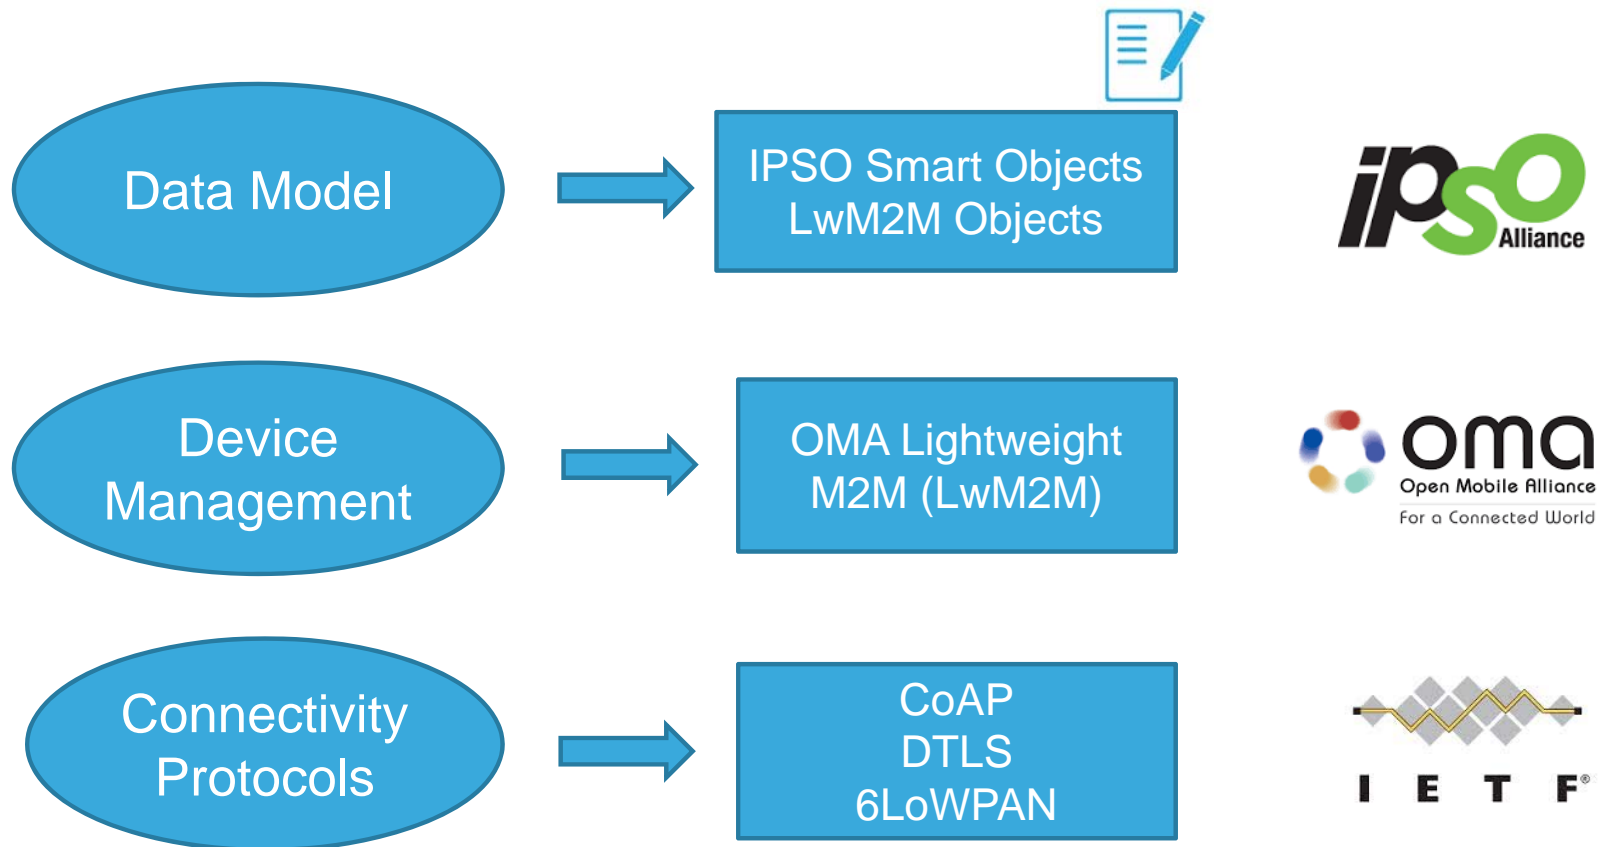 Data Model
IPSO Smart Objects
LwM2M Objects
ipso
Alliance
Device
Management
OMA Lightweight
M2M (LwM2M)
oma
Open Mobile Alliance
For a Connected World
Connectivity
Protocols
CoAP
DTLS
6LoWPAN
I E T F®